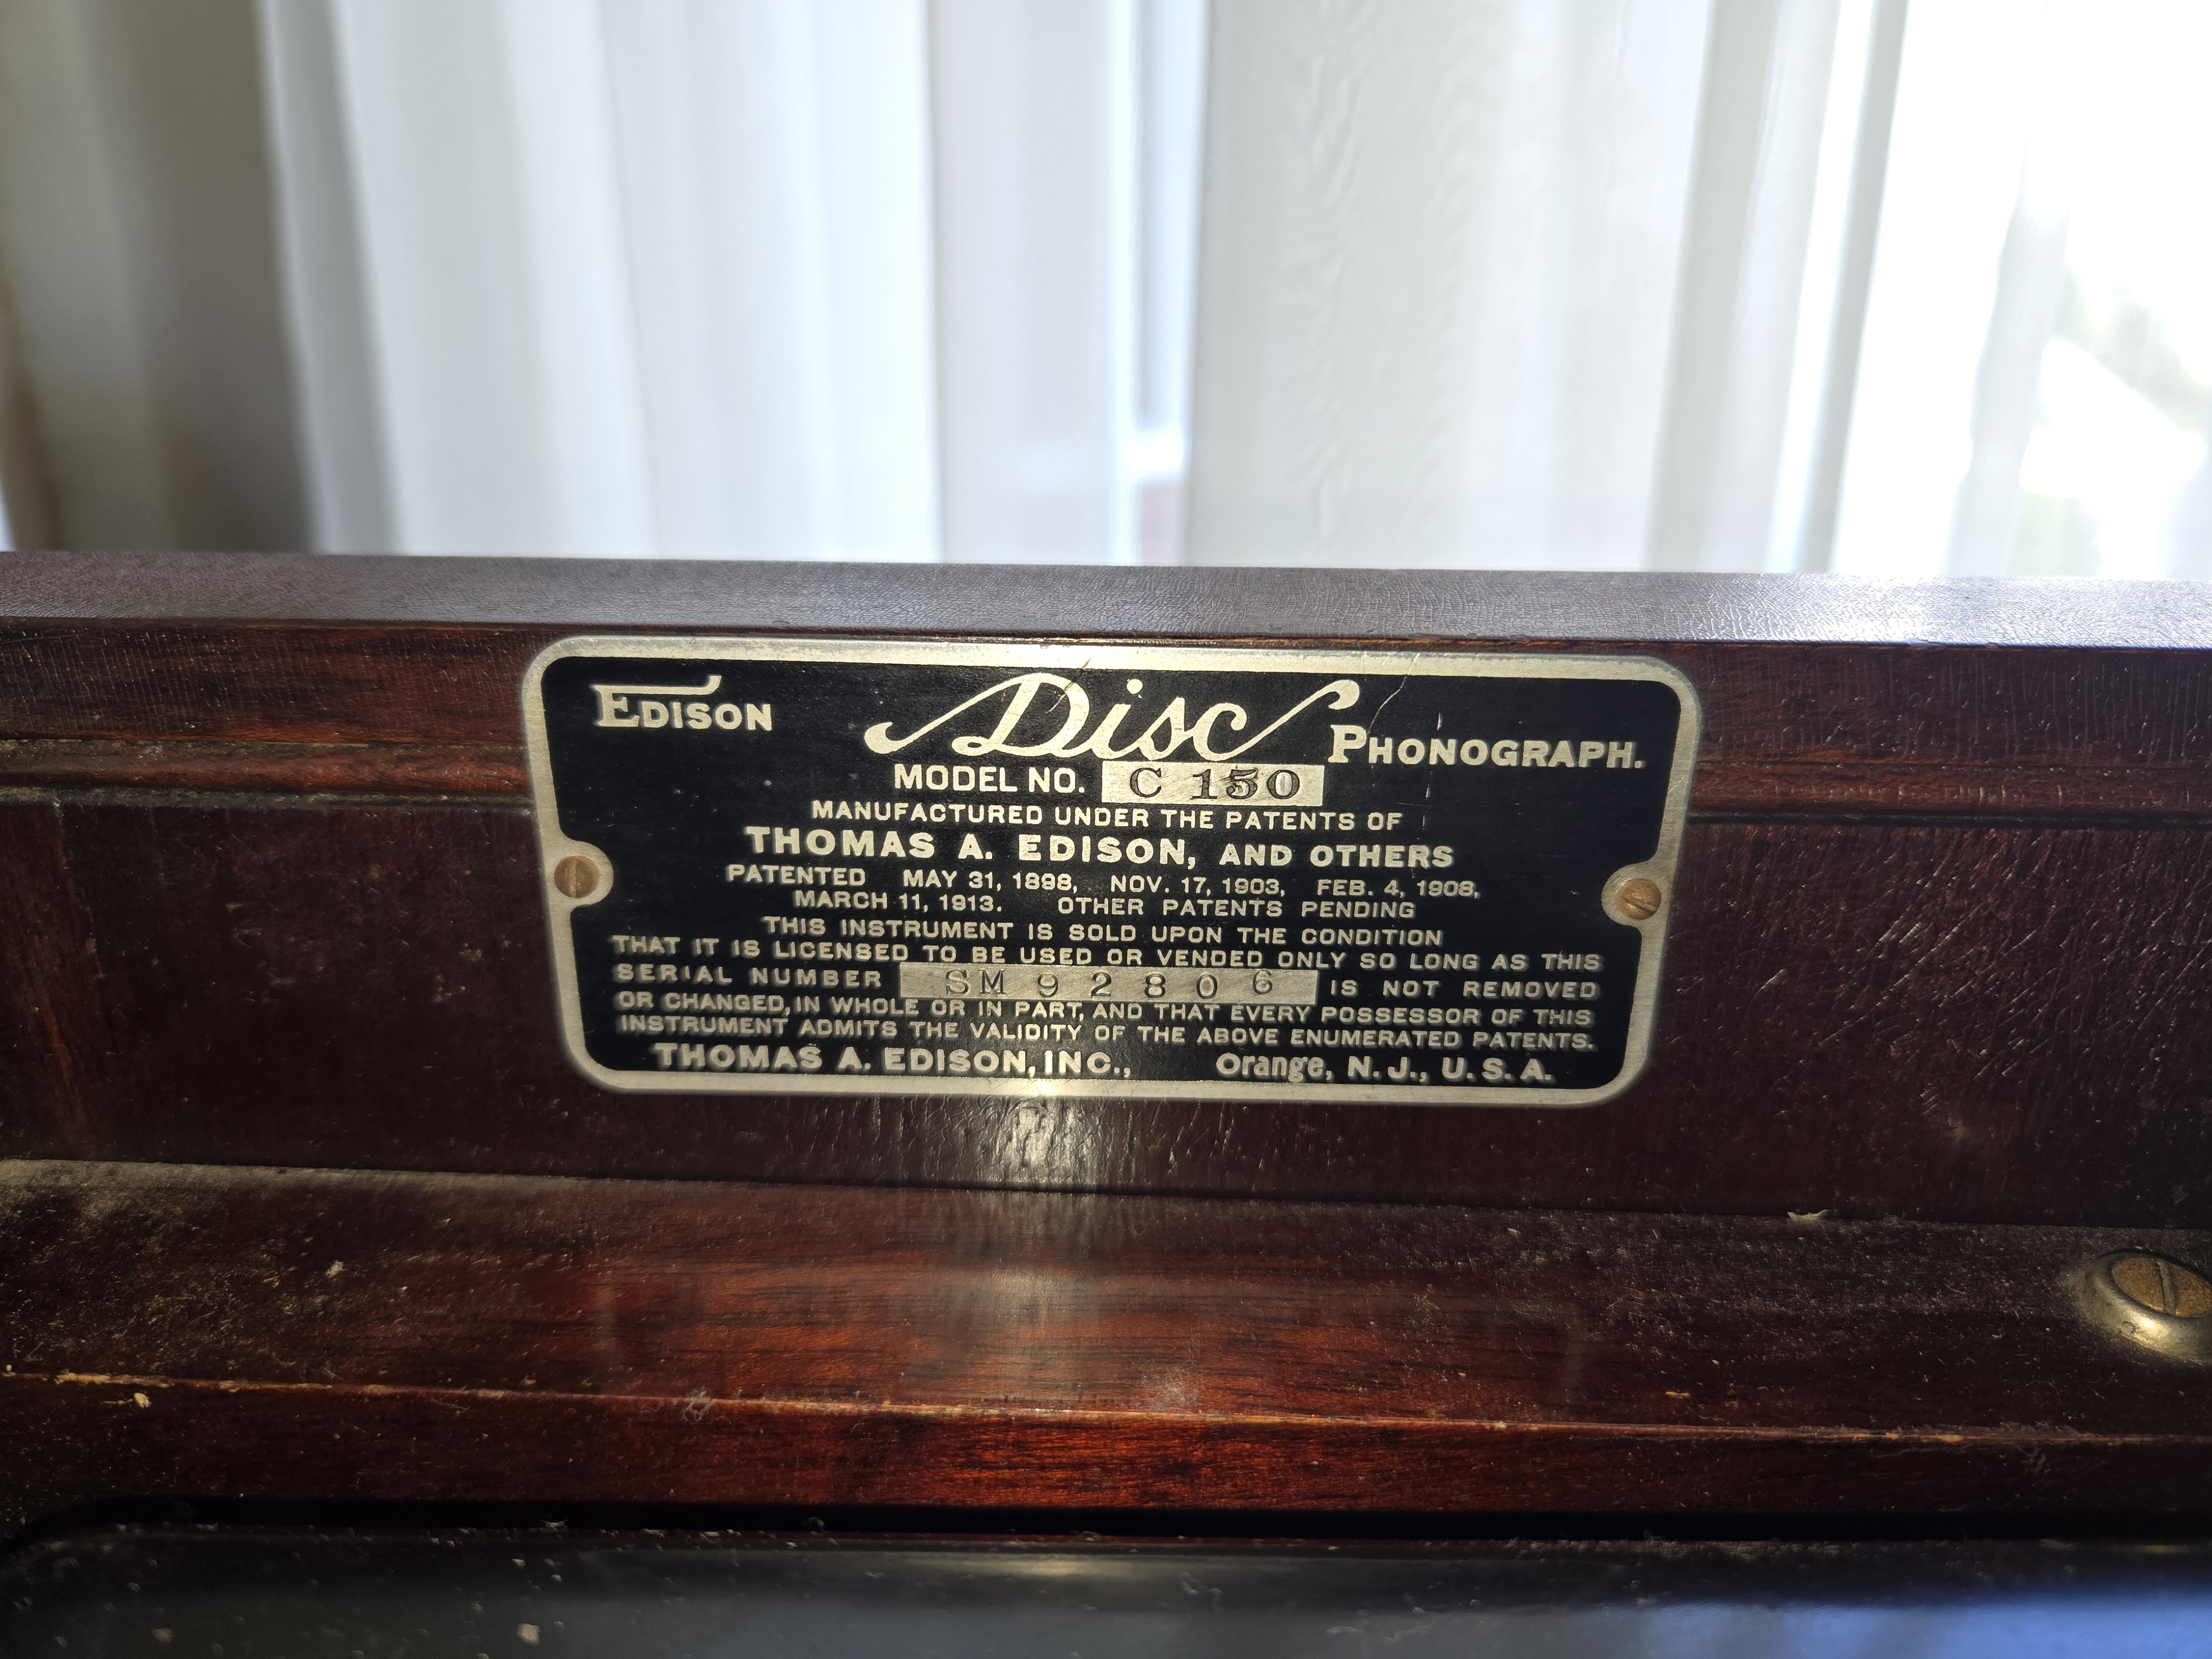 EDISON Disc PHONOGRAPH.
MODEL NO. C 150
MANUFACTURED UNDER THE PATENTS OF
THOMAS A. EDISON, AND OTHERS
PATENTED MAY 31, 1898, NOV. 17, 1903, FEB. 4, 1908,
MARCH 11, 1913. OTHER PATENTS PENDING
THIS INSTRUMENT IS SOLD UPON THE CONDITION
THAT IT IS LICENSED TO BE USED OR VENDED ONLY SO LONG AS THIS
SERIAL NUMBER SM 92806 IS NOT REMOVED
OR CHANGED, IN WHOLE OR IN PART, AND THAT EVERY POSSESSOR OF THIS
INSTRUMENT ADMITS THE VALIDITY OF THE ABOVE ENUMERATED PATENTS.
THOMAS A. EDISON, INC., Orange, N. J., U. S. A.